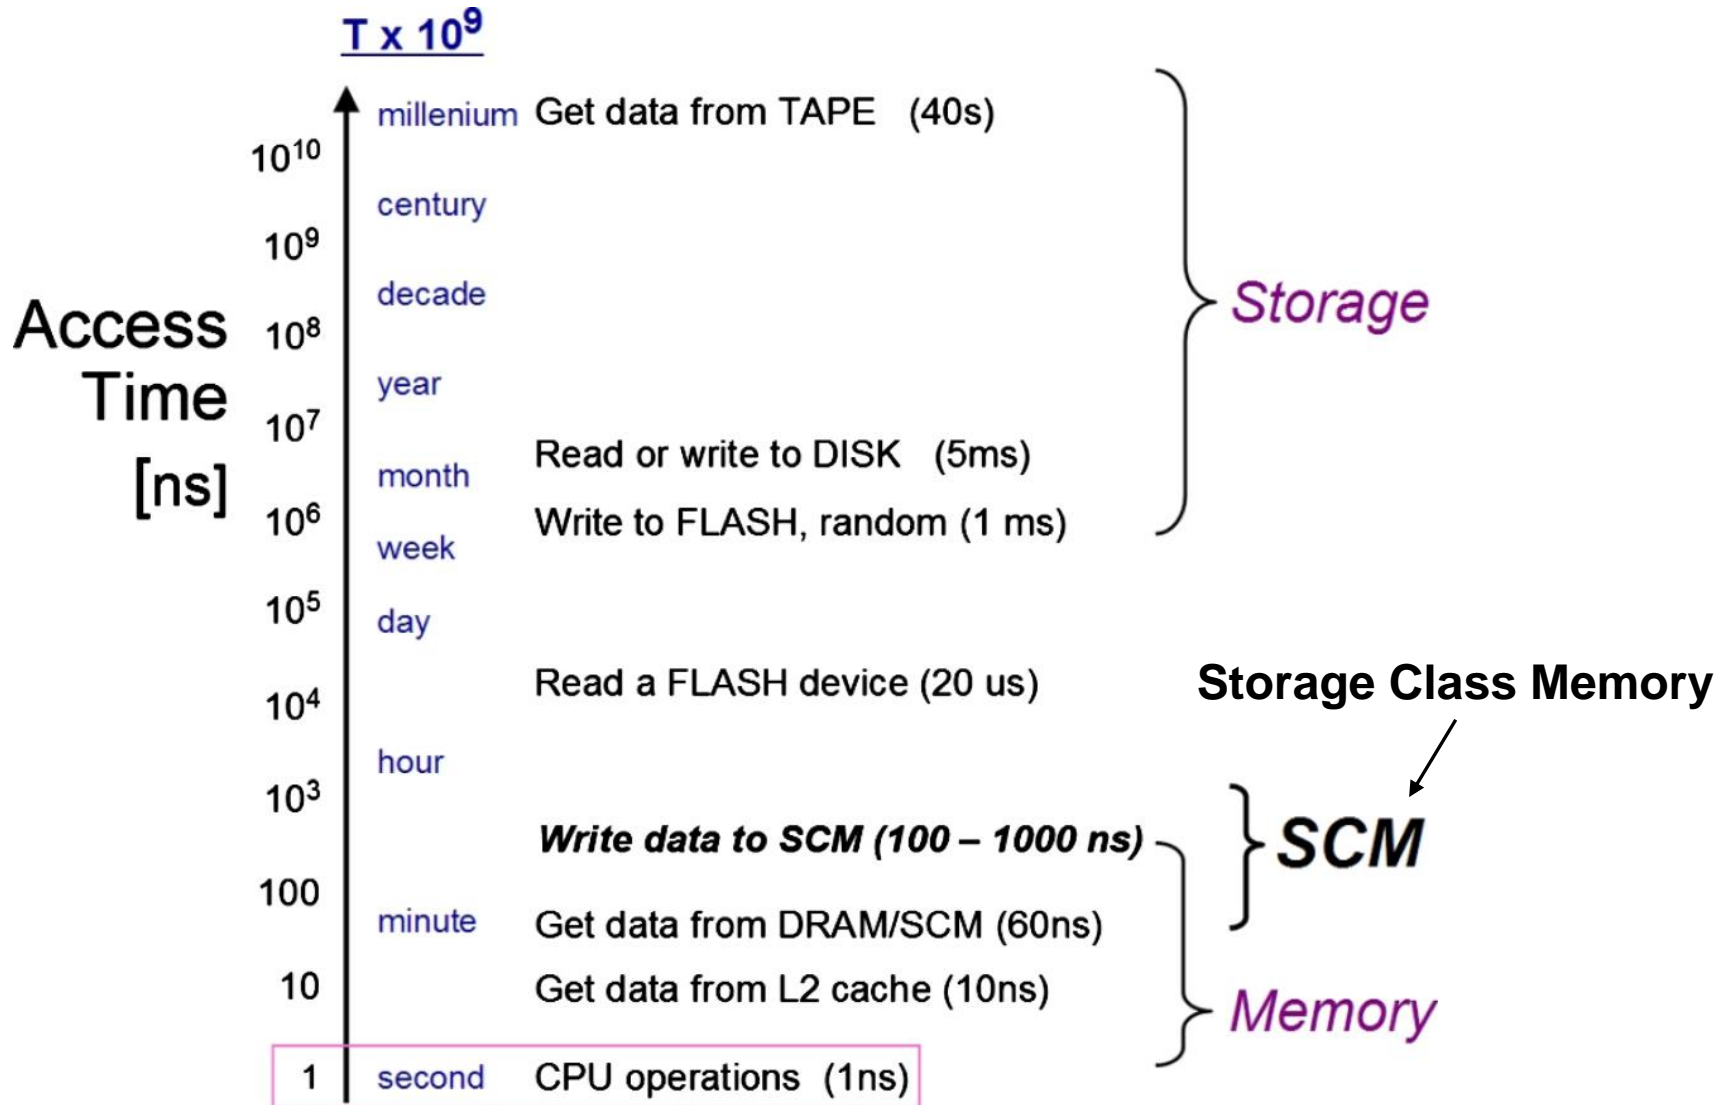 T x 10⁹
millenium Get data from TAPE (40s)
10¹⁰
century
10⁹
decade
Storage
Access
Time
[ns]
10⁸
year
10⁷
Read or write to DISK (5ms)
month
10⁶
Write to FLASH, random (1 ms)
week
10⁵
day
Read a FLASH device (20 us)
Storage Class Memory
10⁴
hour
10³
Write data to SCM (100 – 1000 ns)
SCM
100
minute Get data from DRAM/SCM (60ns)
10 Get data from L2 cache (10ns)
Memory
1 second CPU operations (1ns)